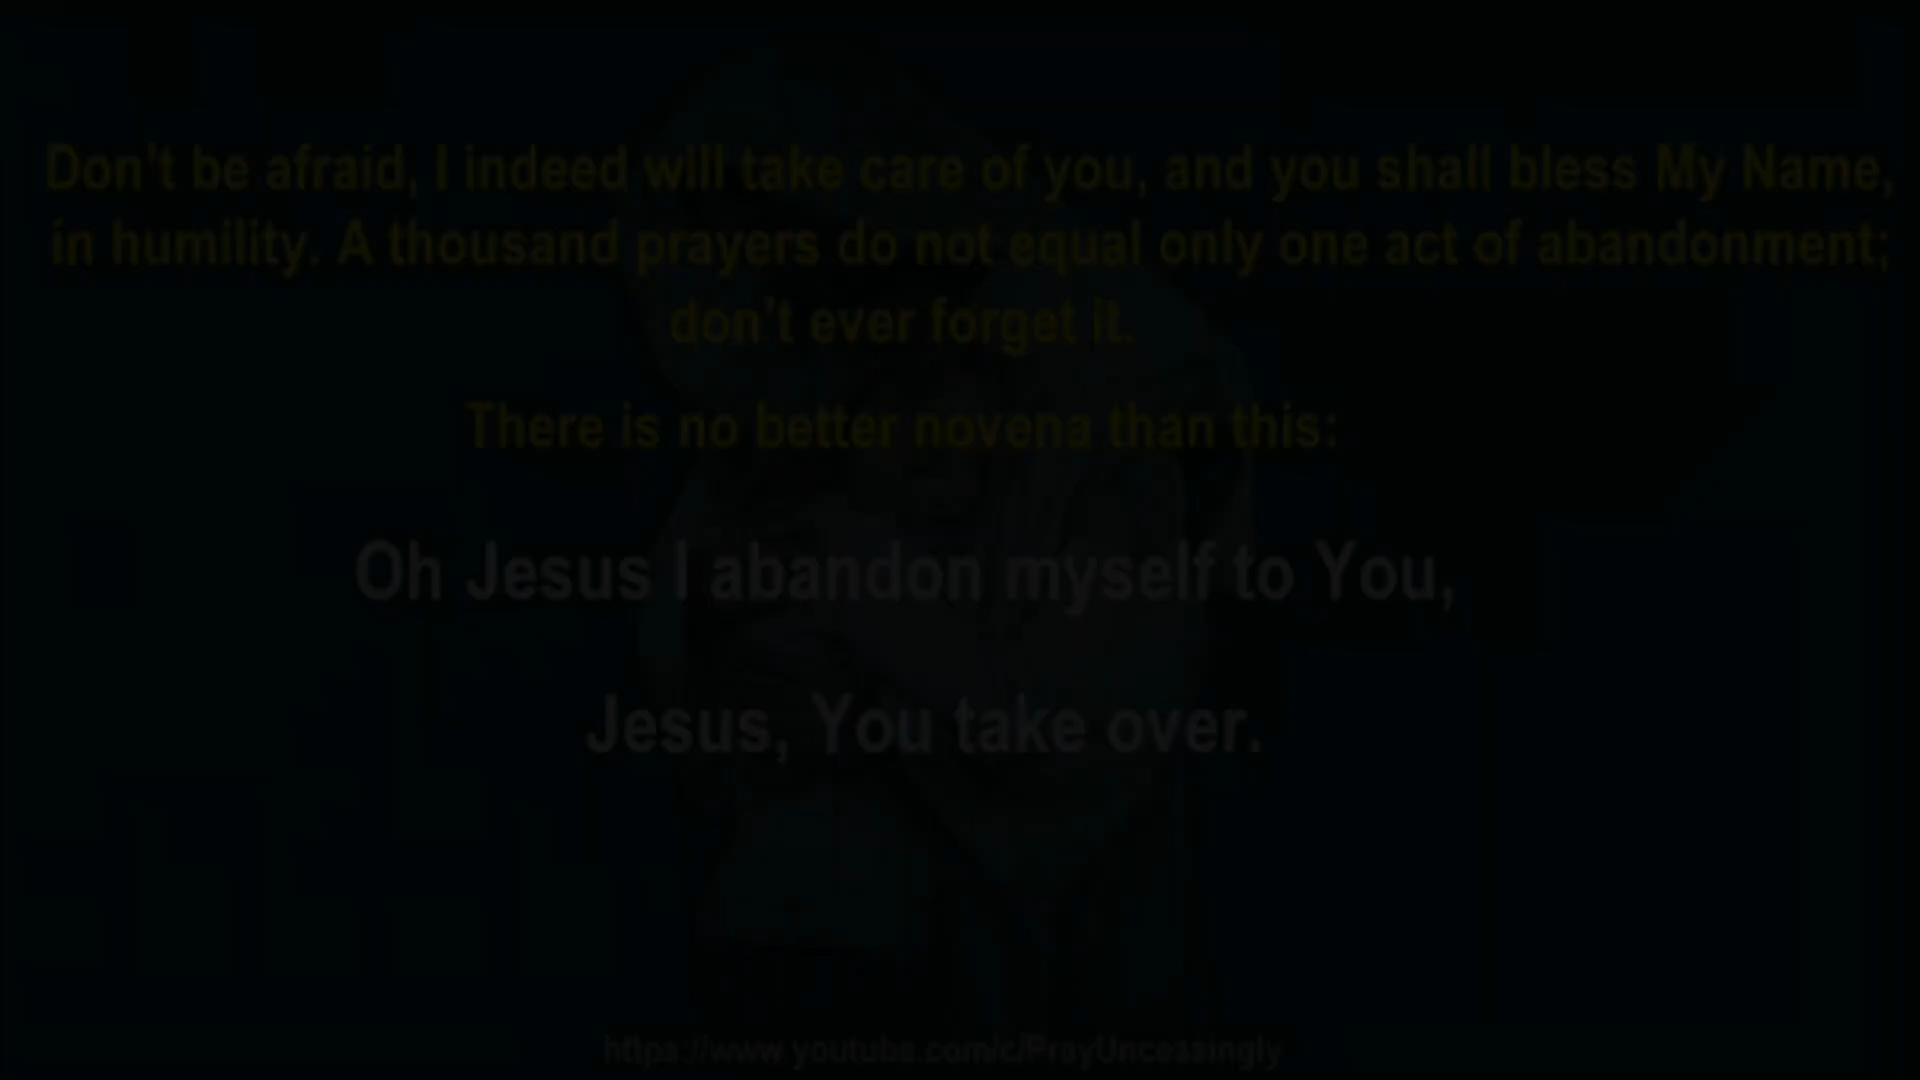 Don't be afraid, I indeed will take care of you, and you shall bless My Name,
in humility. A thousand prayers do not equal only one act of abandonment;
don't ever forget it.
There is no better novena than this:
Oh Jesus I abandon myself to You,
Jesus, You take over.
https://www.youtube.com/c/PrayUnceasingly